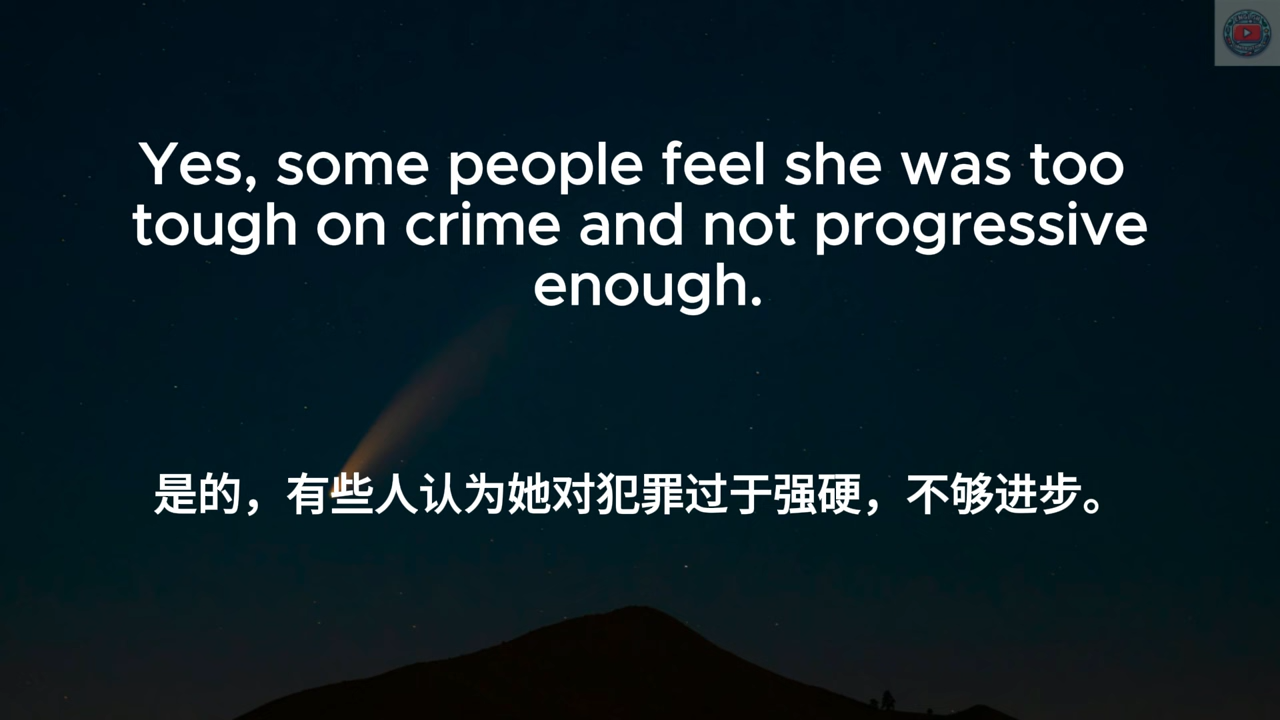 Yes, some people feel she was too
tough on crime and not progressive
enough.
是的，有些人认为她对犯罪过于强硬，不够进步。